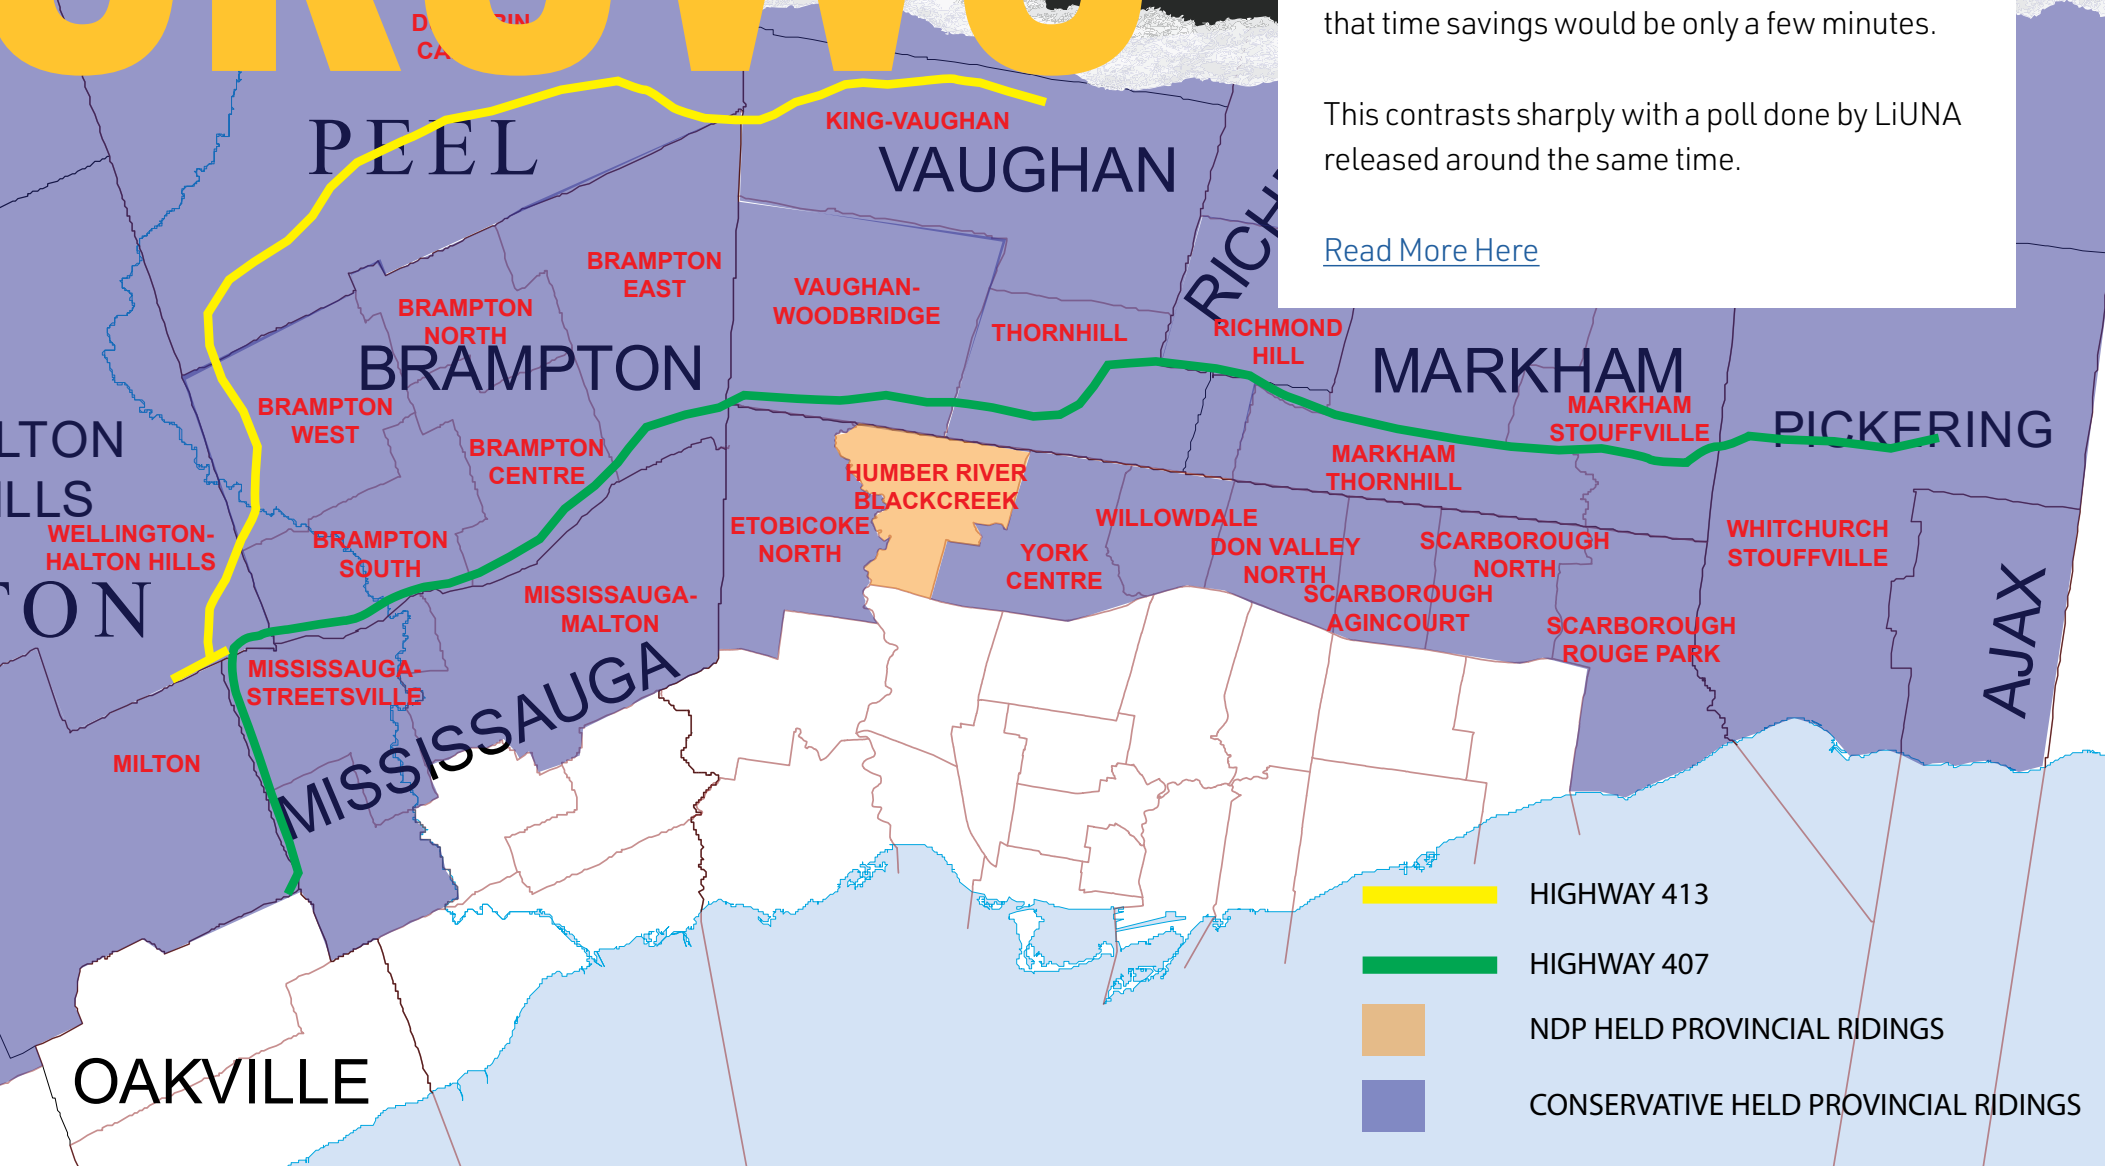 that time savings would be only a few minutes.
This contrasts sharply with a poll done by LiUNA
released around the same time.
Read More Here
PEEL
KING-VAUGHAN
VAUGHAN
BRAMPTON
EAST
BRAMPTON
NORTH
VAUGHAN-
WOODBRIDGE
THORNHILL
RICHMOND
HILL
BRAMPTON
MARKHAM
BRAMPTON
WEST
BRAMPTON
CENTRE
MARKHAM
STOUFFVILLE
PICKERING
MARKHAM
THORNHILL
HUMBER RIVER
BLACKCREEK
ETOBICOKE
NORTH
WELLINGTON-
HALTON HILLS
BRAMPTON
SOUTH
YORK
CENTRE
WILLOWDALE
DON VALLEY
NORTH
SCARBOROUGH
NORTH
WHITCHURCH
STOUFFVILLE
MISSISSAUGA-
MALTON
SCARBOROUGH
AGINCOURT
SCARBOROUGH
ROUGE PARK
AJAX
MISSISSAUGA-
STREETSVILLE
MISSISSAUGA
MILTON
OAKVILLE
HIGHWAY 413
HIGHWAY 407
NDP HELD PROVINCIAL RIDINGS
CONSERVATIVE HELD PROVINCIAL RIDINGS